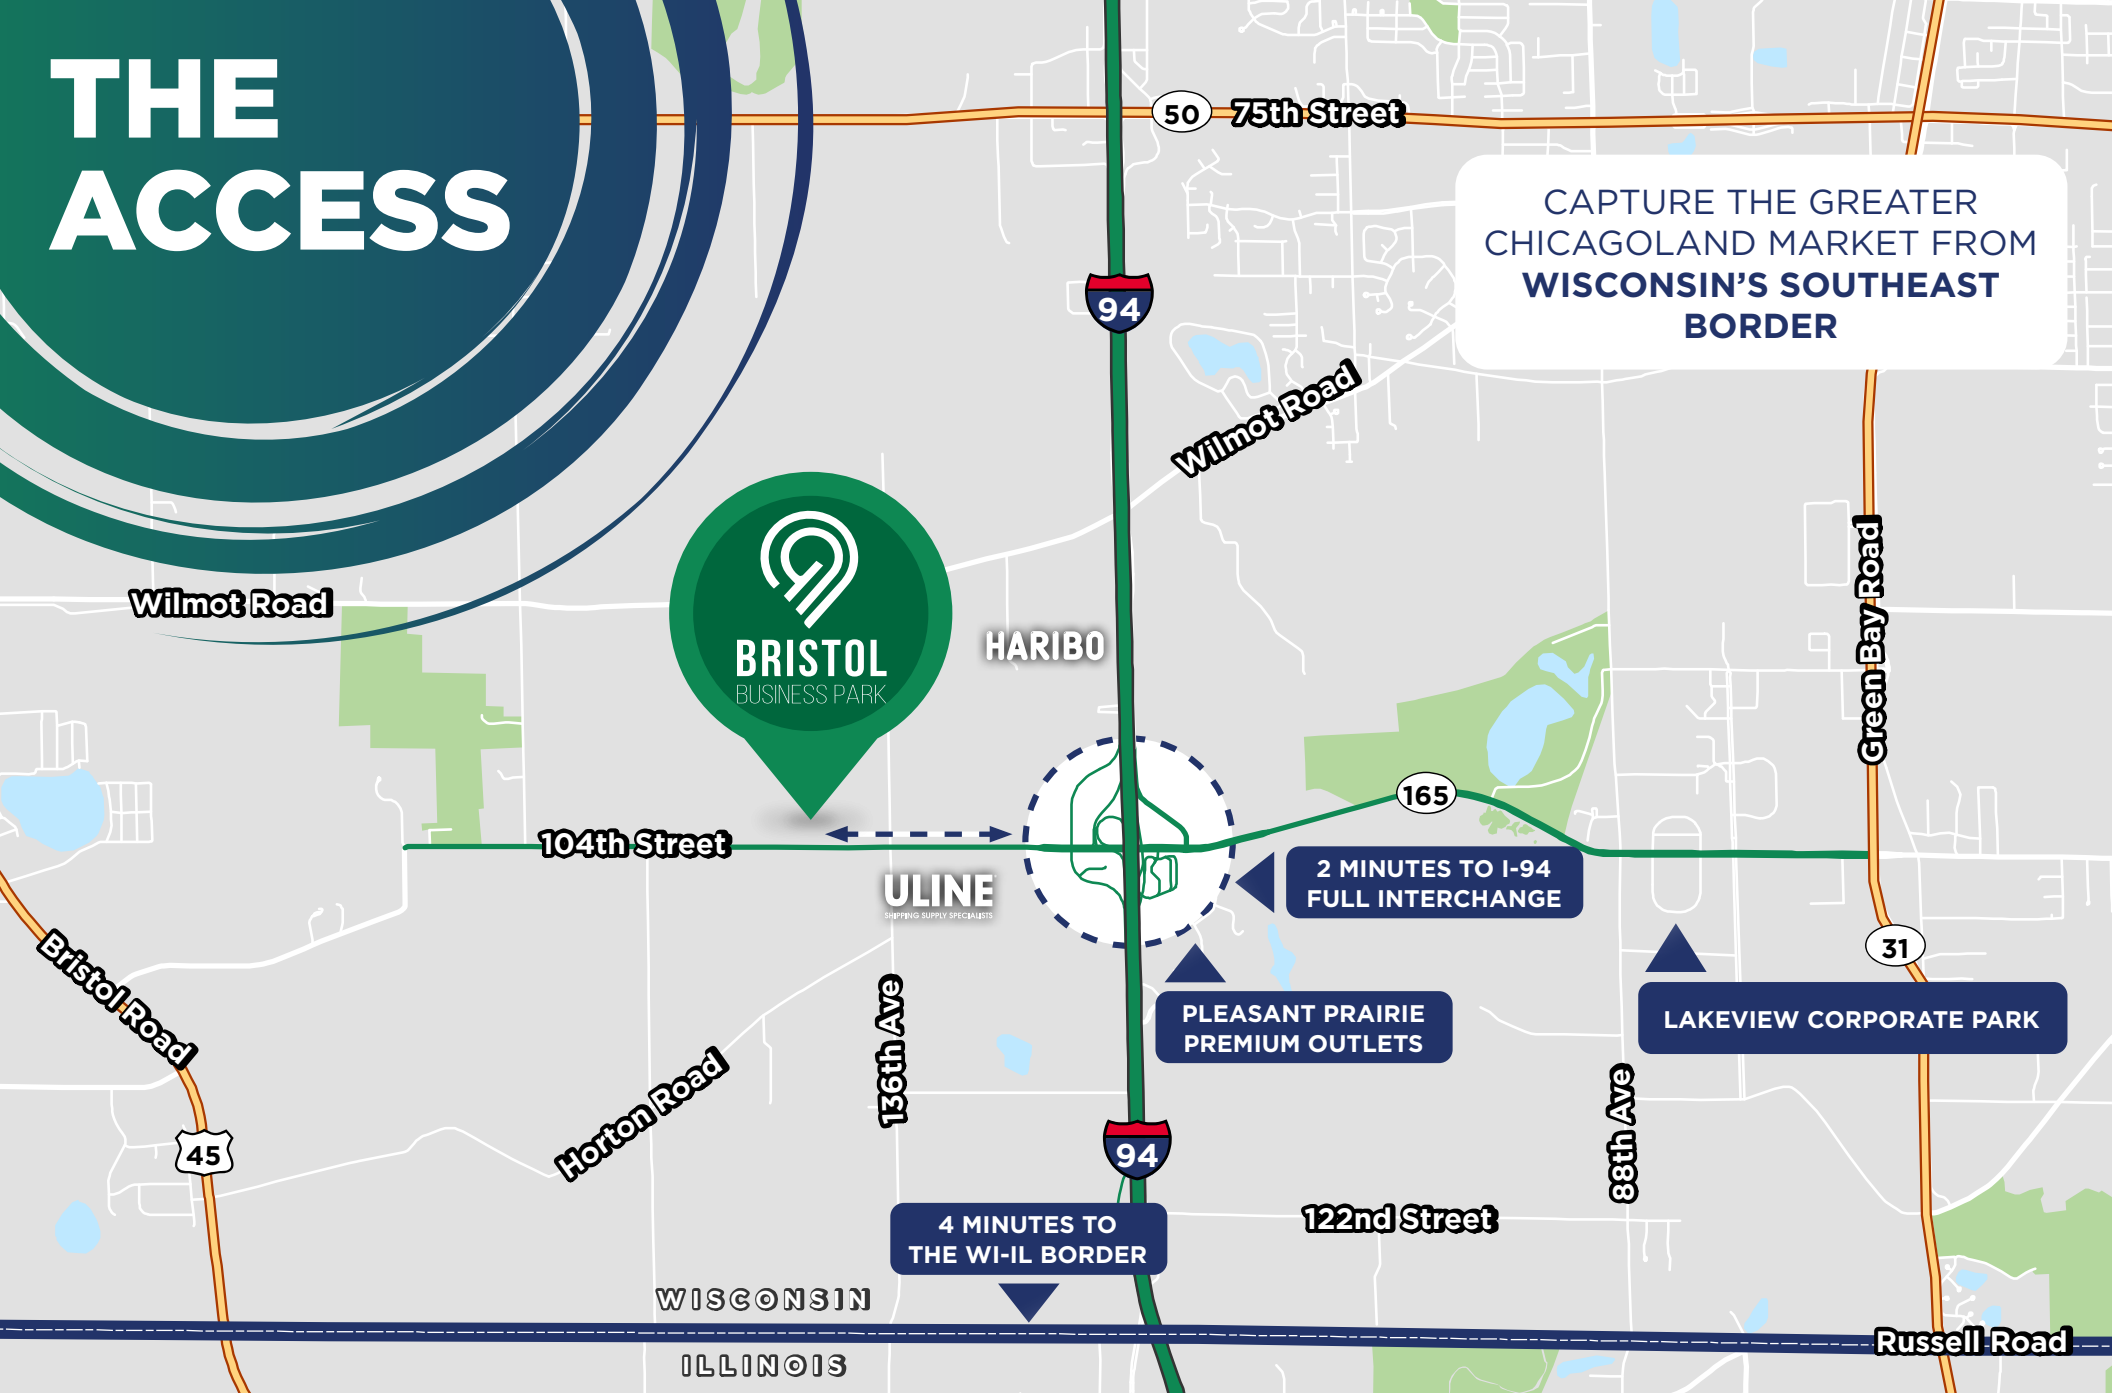 THE
ACCESS
50
75th Street
CAPTURE THE GREATER
CHICAGOLAND MARKET FROM
WISCONSIN'S SOUTHEAST
BORDER
94
Wilmot Road
Wilmot Road
BRISTOL
BUSINESS PARK
HARIBO
Green Bay Road
165
104th Street
2 MINUTES TO I-94
FULL INTERCHANGE
ULINE
SHIPPING SUPPLY SPECIALISTS
31
Bristol Road
PLEASANT PRAIRIE
PREMIUM OUTLETS
LAKEVIEW CORPORATE PARK
136th Ave
Horton Road
88th Ave
45
94
4 MINUTES TO
THE WI-IL BORDER
122nd Street
WISCONSIN
Russell Road
ILLINOIS